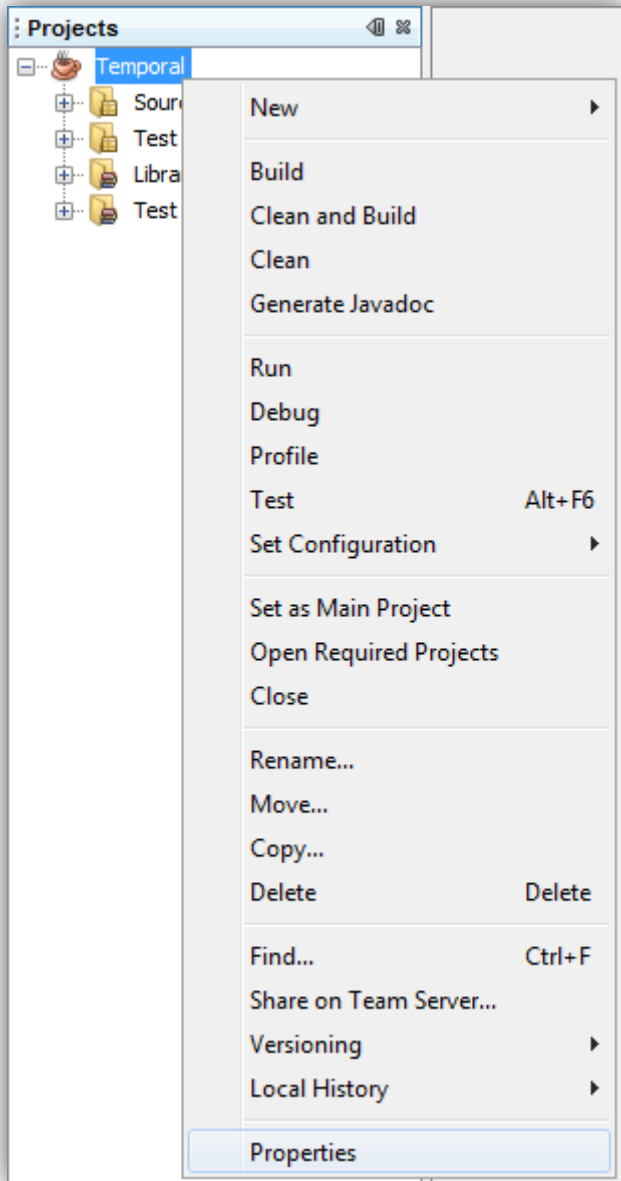 Projects
Temporal
Sour
Test
Libra
Test
New
Build
Clean and Build
Clean
Generate Javadoc
Run
Debug
Profile
Test Alt+F6
Set Configuration
Set as Main Project
Open Required Projects
Close
Rename...
Move...
Copy...
Delete Delete
Find... Ctrl+F
Share on Team Server...
Versioning
Local History
Properties